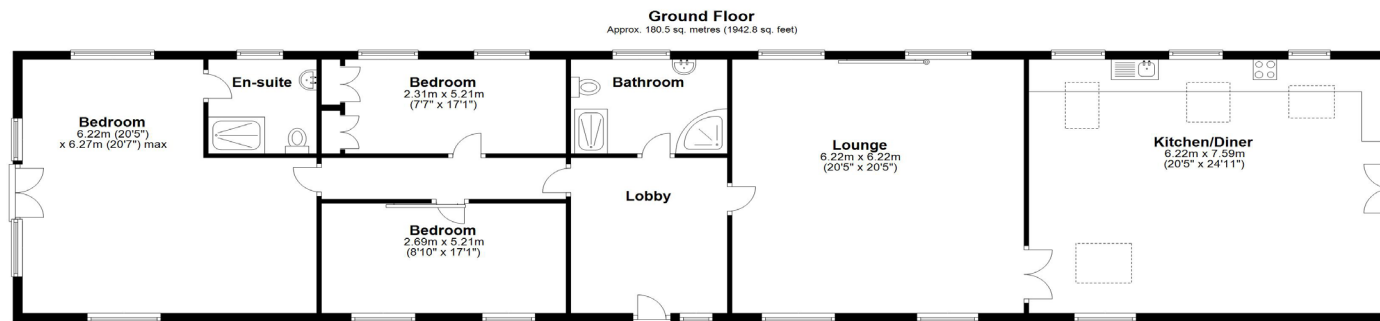 Ground Floor
Approx. 180.5 sq. metres (1942.8 sq. feet)
Bedroom
6.22m (20'5")
x 6.27m (20'7") max
En-suite
Bedroom
2.31m x 5.21m
(7'7" x 17'1")
Bathroom
Lounge
6.22m x 6.22m
(20'5" x 20'5")
Kitchen/Diner
6.22m x 7.59m
(20'5" x 24'11")
Lobby
Bedroom
2.69m x 5.21m
(8'10" x 17'1")